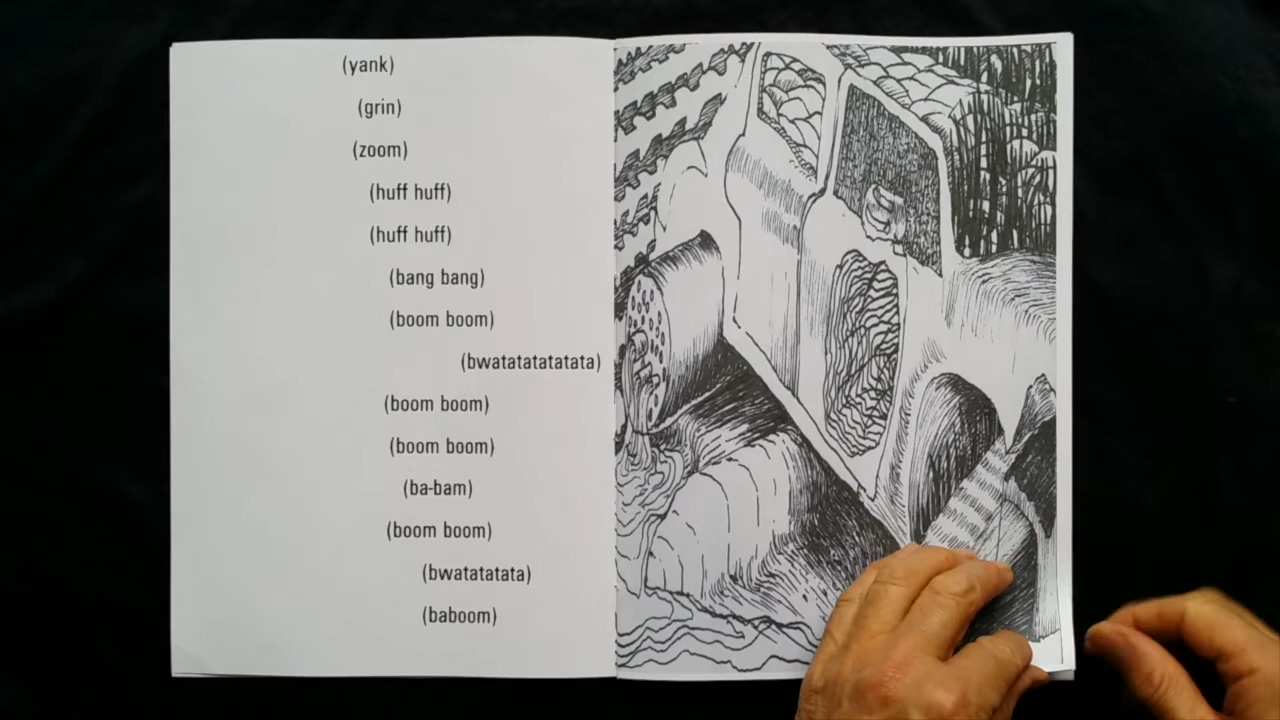 (yank)
(grin)
(zoom)
(huff huff)
(huff huff)
(bang bang)
(boom boom)
(bwatatatatatata)
(boom boom)
(boom boom)
(ba-bam)
(boom boom)
(bwatatatata)
(baboom)